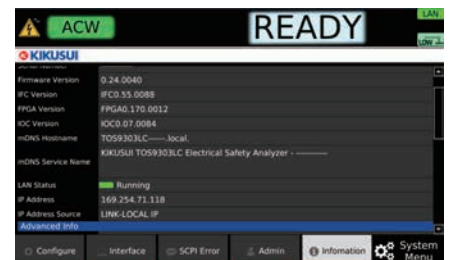 ACW
READY
LAN
LOW
KIKUSUI
Firmware Version 0.24.0040
IFC Version IFC0.55.0088
FPGA Version FPGA0.170.0012
IOC Version IOC0.07.0084
mDNS Hostname TOS9303LC------.local.
mDNS Service Name KIKUSUI TOS9303LC Electrical Safety Analyzer - ---------
LAN Status Running
IP Address 169.254.71.118
IP Address Source LINK-LOCAL IP
Advanced Info
Configure Interface SCPI Error Admin Infomation System Menu